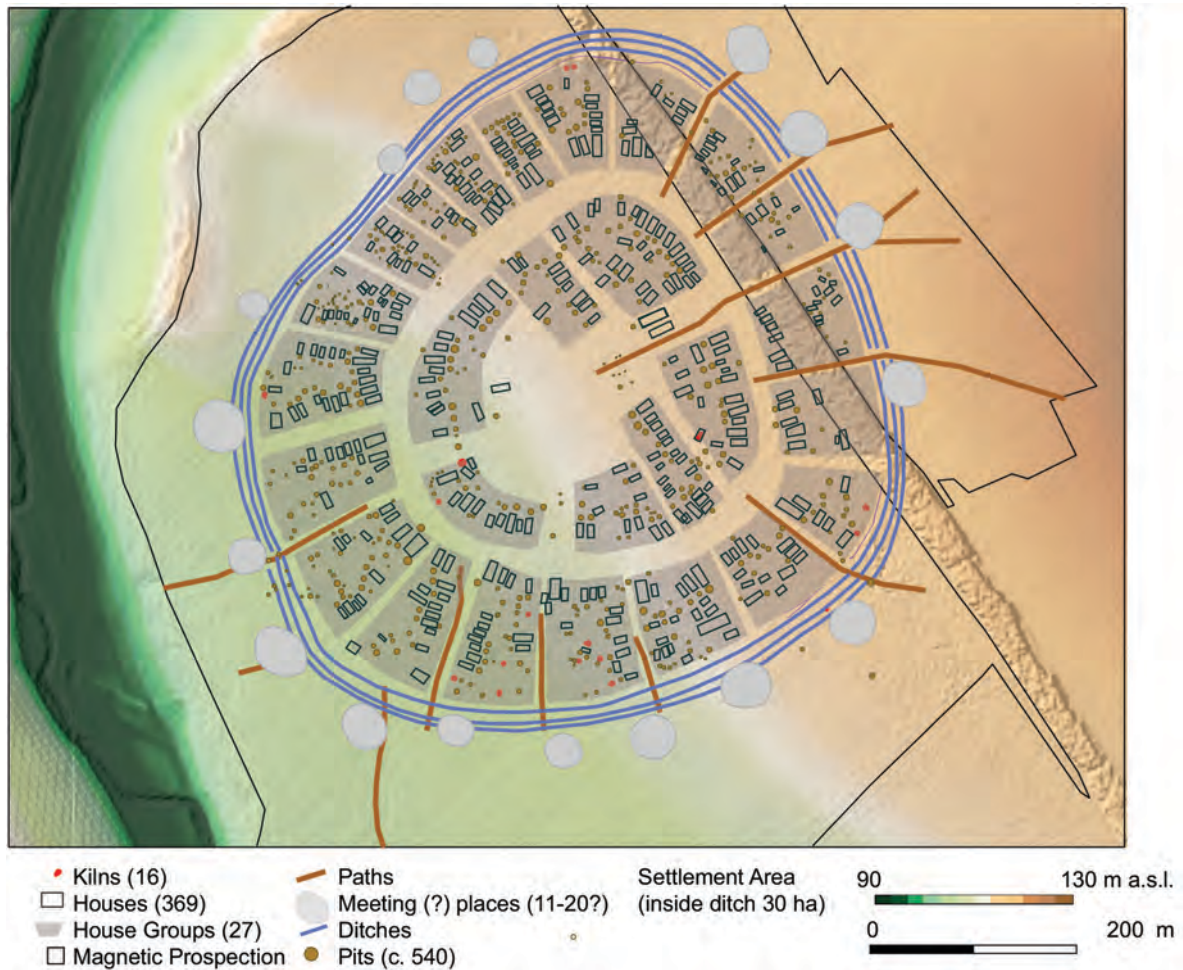 Kilns (16)
Houses (369)
House Groups (27)
Magnetic Prospection
Paths
Meeting (?) places (11-20?)
Ditches
Pits (c. 540)
Settlement Area
(inside ditch 30 ha)
90 130 m a.s.l.
0 200 m